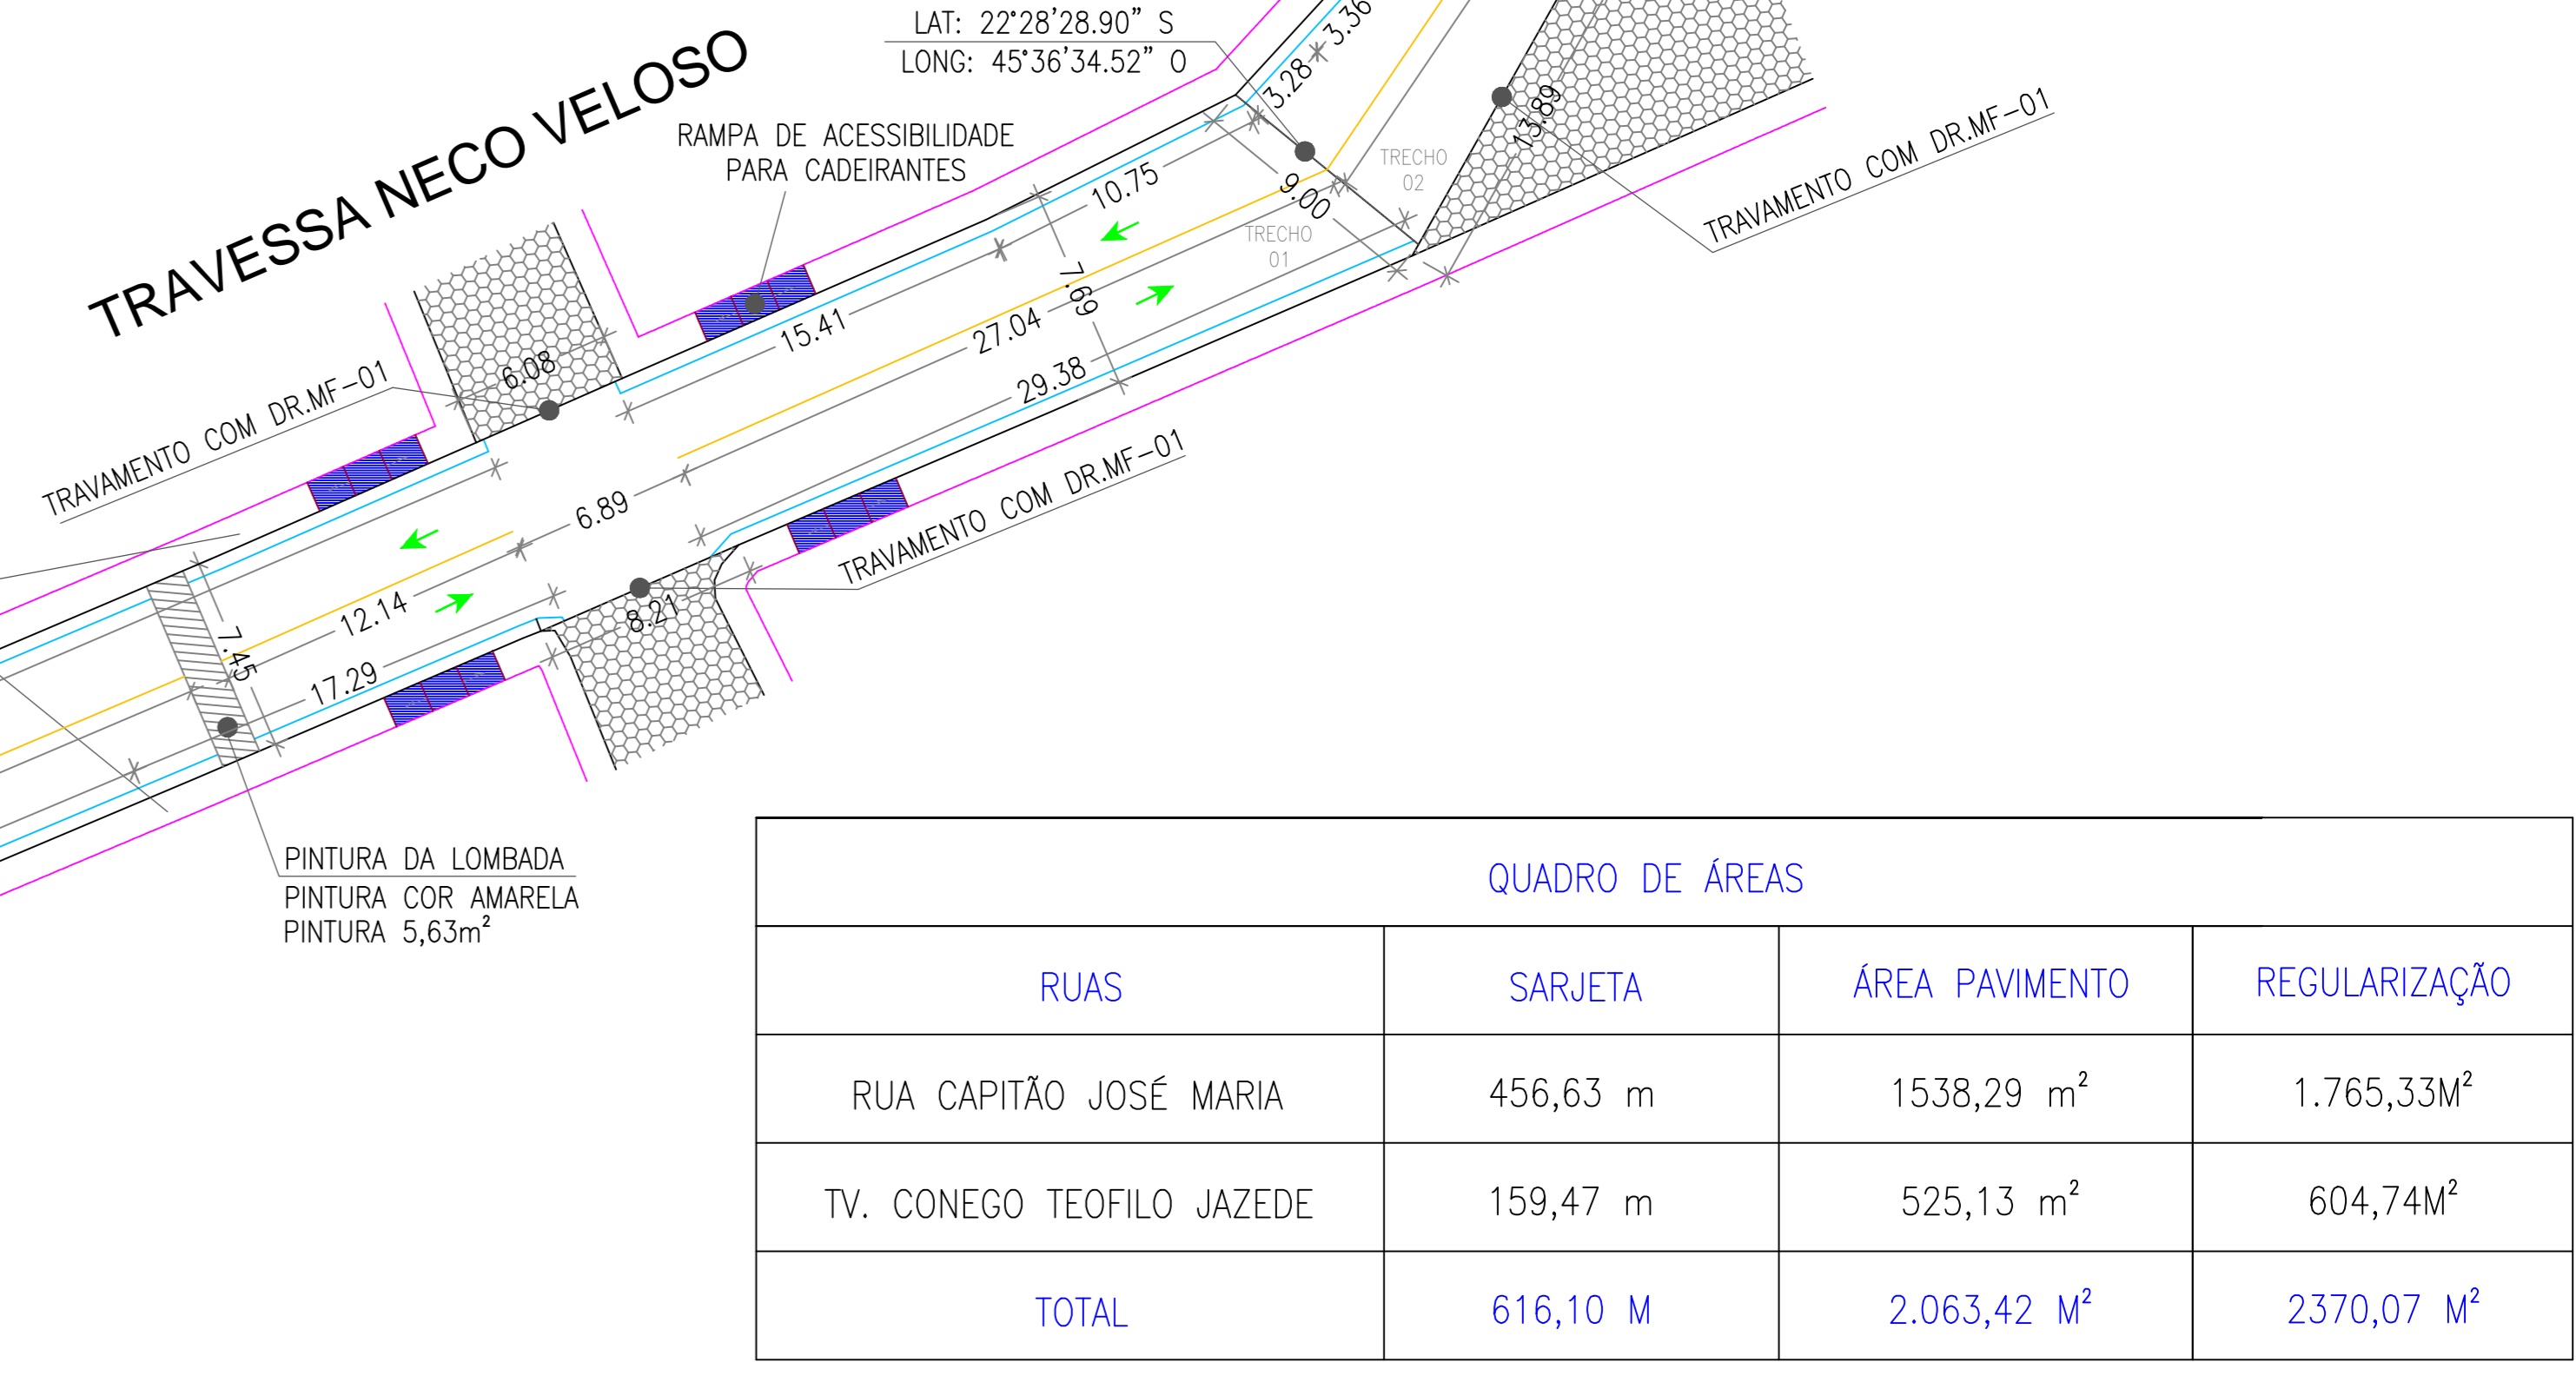 LAT: 22°28'28.90" S
LONG: 45°36'34.52" O
3.36
3.28
TRAVESSA NECO VELOSO
RAMPA DE ACESSIBILIDADE
PARA CADEIRANTES
13.89
TRAVAMENTO COM DR.MF-01
TRECHO
02
10.75
9.00
TRECHO
01
7.69
15.41
27.04
29.38
6.08
TRAVAMENTO COM DR.MF-01
6.89
TRAVAMENTO COM DR.MF-01
12.14
8.21
7.45
17.29
PINTURA DA LOMBADA
PINTURA COR AMARELA
PINTURA 5,63m²
QUADRO DE ÁREAS
RUAS SARJETA ÁREA PAVIMENTO REGULARIZAÇÃO
RUA CAPITÃO JOSÉ MARIA 456,63 m 1538,29 m² 1.765,33M²
TV. CONEGO TEOFILO JAZEDE 159,47 m 525,13 m² 604,74M²
TOTAL 616,10 M 2.063,42 M² 2370,07 M²